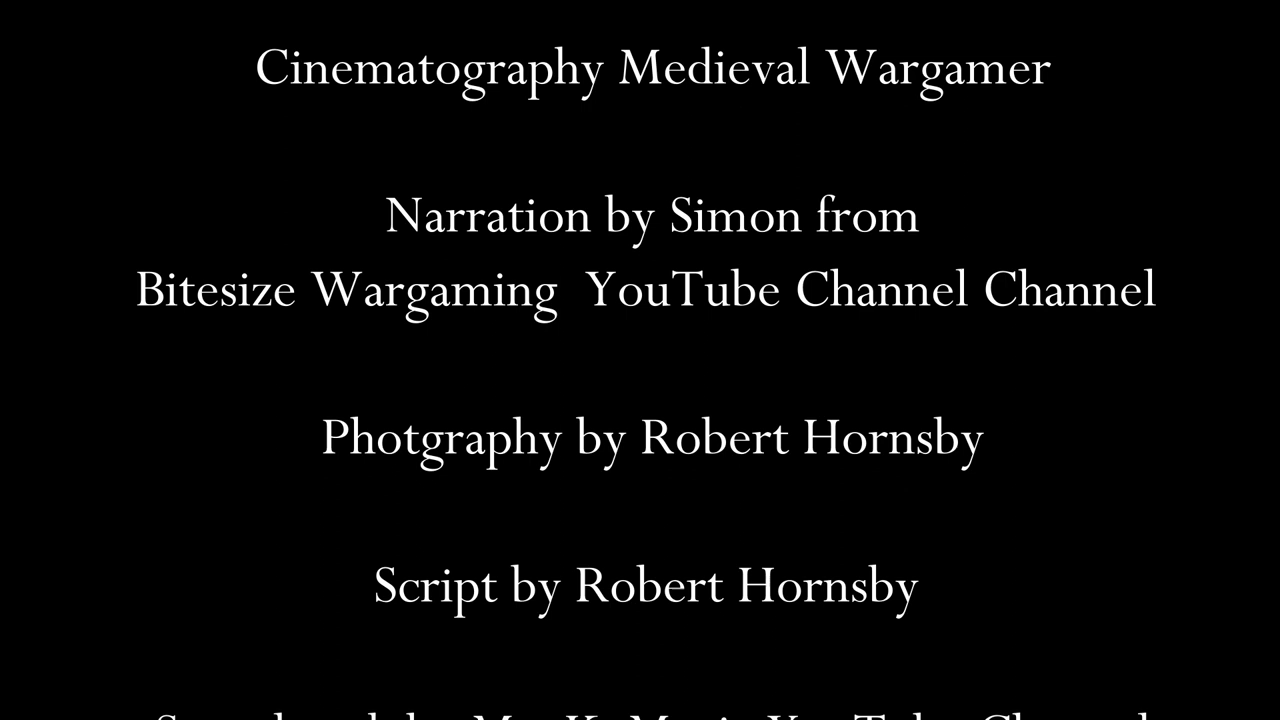 Cinematography Medieval Wargamer
Narration by Simon from
Bitesize Wargaming YouTube Channel Channel
Photgraphy by Robert Hornsby
Script by Robert Hornsby